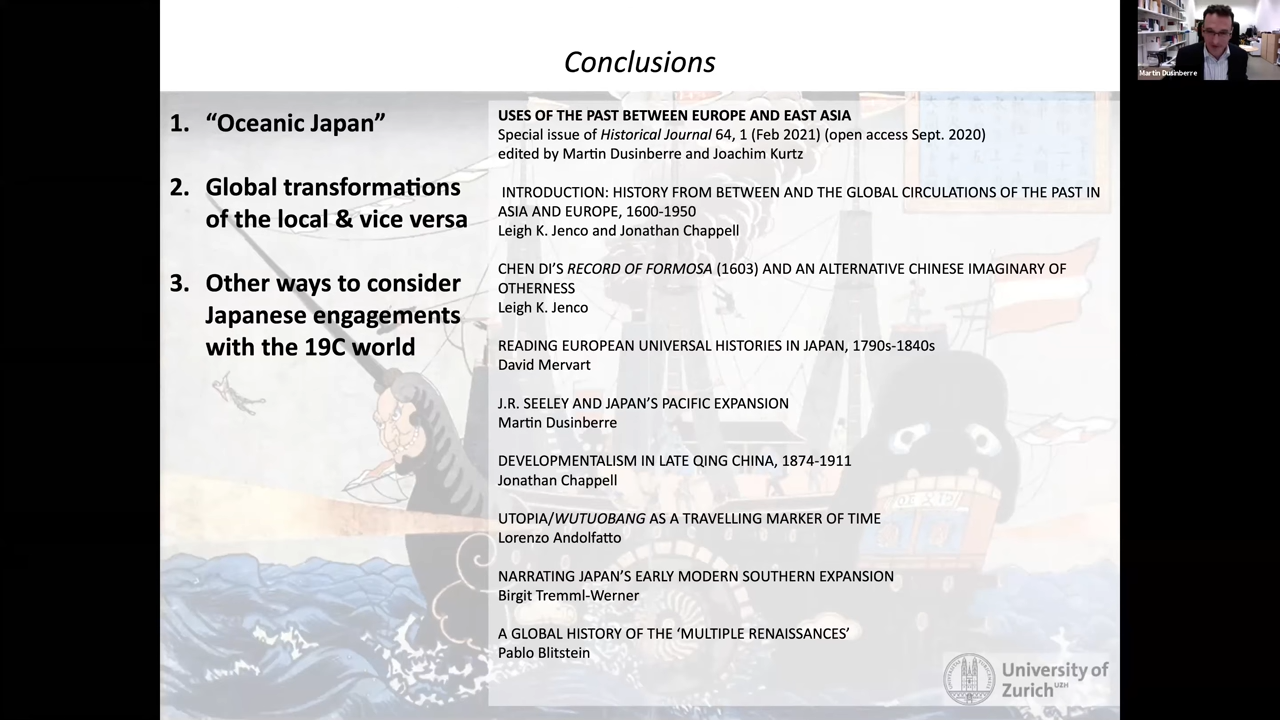 Conclusions
Martin Dusinberre
1. “Oceanic Japan”
2. Global transformations
of the local & vice versa
3. Other ways to consider
Japanese engagements
with the 19C world
USES OF THE PAST BETWEEN EUROPE AND EAST ASIA
Special issue of Historical Journal 64, 1 (Feb 2021) (open access Sept. 2020)
edited by Martin Dusinberre and Joachim Kurtz
INTRODUCTION: HISTORY FROM BETWEEN AND THE GLOBAL CIRCULATIONS OF THE PAST IN
ASIA AND EUROPE, 1600-1950
Leigh K. Jenco and Jonathan Chappell
CHEN DI’S RECORD OF FORMOSA (1603) AND AN ALTERNATIVE CHINESE IMAGINARY OF
OTHERNESS
Leigh K. Jenco
READING EUROPEAN UNIVERSAL HISTORIES IN JAPAN, 1790s-1840s
David Mervart
J.R. SEELEY AND JAPAN’S PACIFIC EXPANSION
Martin Dusinberre
DEVELOPMENTALISM IN LATE QING CHINA, 1874-1911
Jonathan Chappell
UTOPIA/WUTUOBANG AS A TRAVELLING MARKER OF TIME
Lorenzo Andolfatto
NARRATING JAPAN’S EARLY MODERN SOUTHERN EXPANSION
Birgit Tremml-Werner
A GLOBAL HISTORY OF THE ‘MULTIPLE RENAISSANCES’
Pablo Blitstein
University of
Zurich UZH